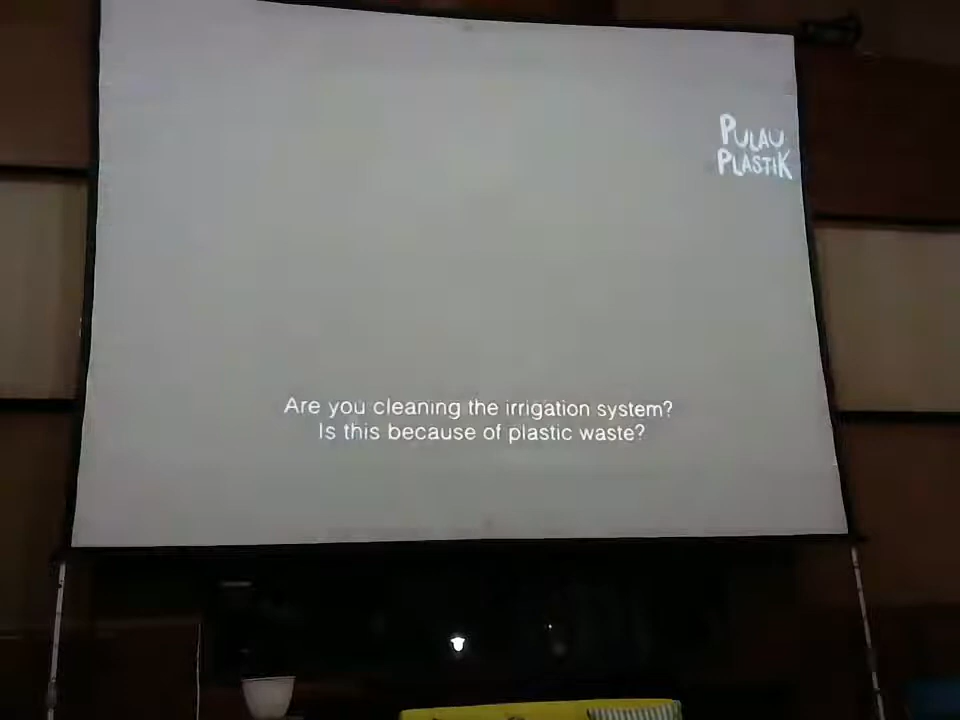 PULAU
PLASTIK
Are you cleaning the irrigation system?
Is this because of plastic waste?